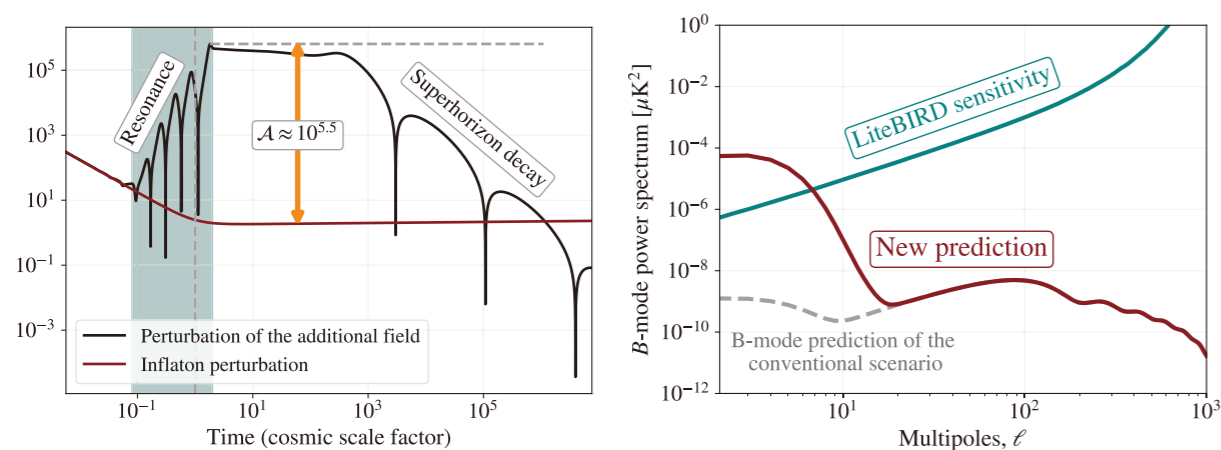 10^5
10^3
10^1
10^−1
10^−3
Resonance
𝒜 ≈ 10^5.5
Superhorizon decay
Perturbation of the additional field
Inflaton perturbation
10^−1
10^1
10^3
10^5
Time (cosmic scale factor)
B-mode power spectrum [μK^2]
10^0
10^−2
10^−4
10^−6
10^−8
10^−10
10^−12
LiteBIRD sensitivity
New prediction
B-mode prediction of the
conventional scenario
10^1
10^2
10^3
Multipoles, ℓ